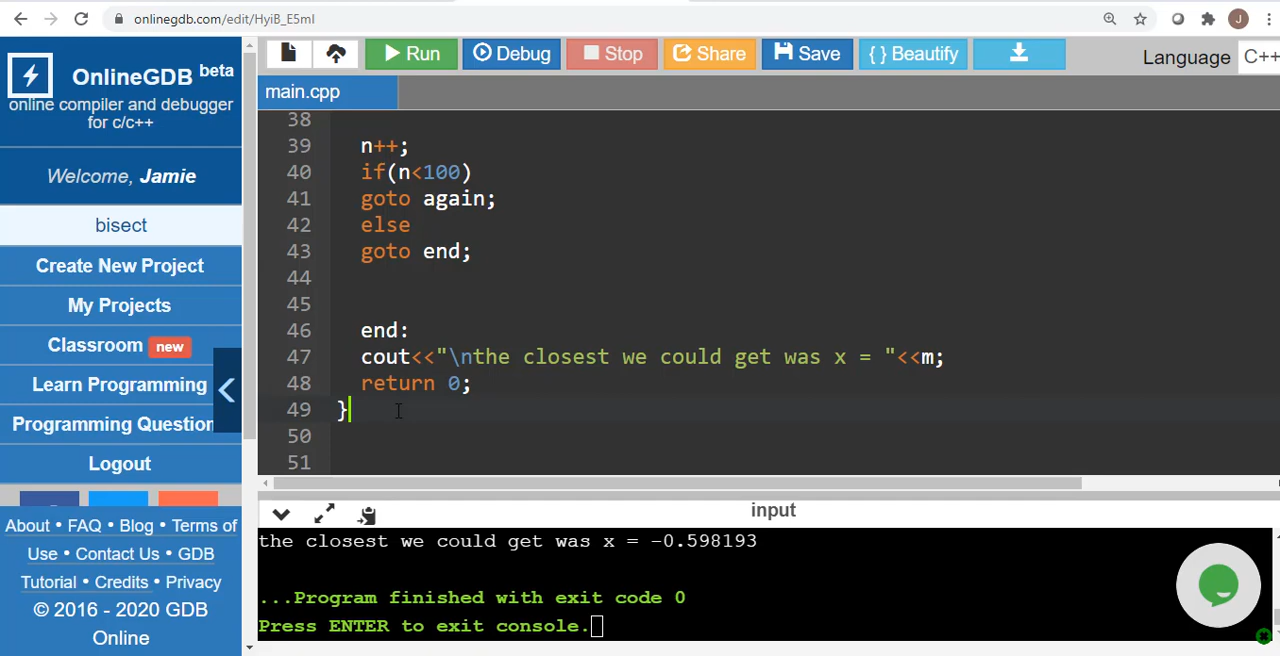 onlinegdb.com/edit/HyiB_E5mI
J
OnlineGDB beta
online compiler and debugger
for c/c++
Welcome, Jamie
bisect
Create New Project
My Projects
Classroom new
Learn Programming
Programming Question
Logout
About • FAQ • Blog • Terms of
Use • Contact Us • GDB
Tutorial • Credits • Privacy
© 2016 - 2020 GDB
Online
Run
Debug
Stop
Share
Save
{ } Beautify
Language C++
main.cpp
38
39 n++;
40 if(n<100)
41 goto again;
42 else
43 goto end;
44
45
46 end:
47 cout<<"\nthe closest we could get was x = "<<m;
48 return 0;
49 }
50
51
input
the closest we could get was x = -0.598193
...Program finished with exit code 0
Press ENTER to exit console.